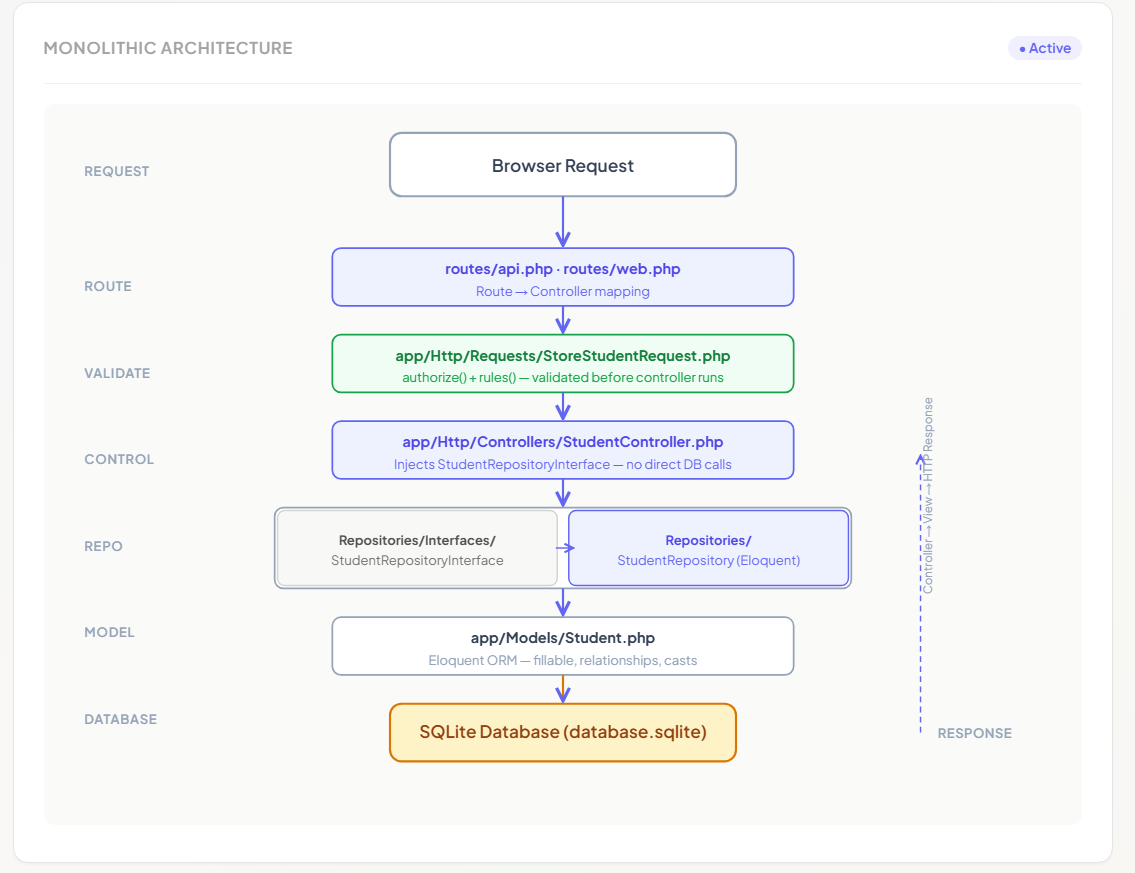 MONOLITHIC ARCHITECTURE
• Active
REQUEST
Browser Request
ROUTE
routes/api.php · routes/web.php
Route → Controller mapping
VALIDATE
app/Http/Requests/StoreStudentRequest.php
authorize() + rules() — validated before controller runs
CONTROL
app/Http/Controllers/StudentController.php
Injects StudentRepositoryInterface — no direct DB calls
REPO
Repositories/Interfaces/
StudentRepositoryInterface
Repositories/
StudentRepository (Eloquent)
Controller → View → HTTP Response
MODEL
app/Models/Student.php
Eloquent ORM — fillable, relationships, casts
DATABASE
SQLite Database (database.sqlite)
RESPONSE